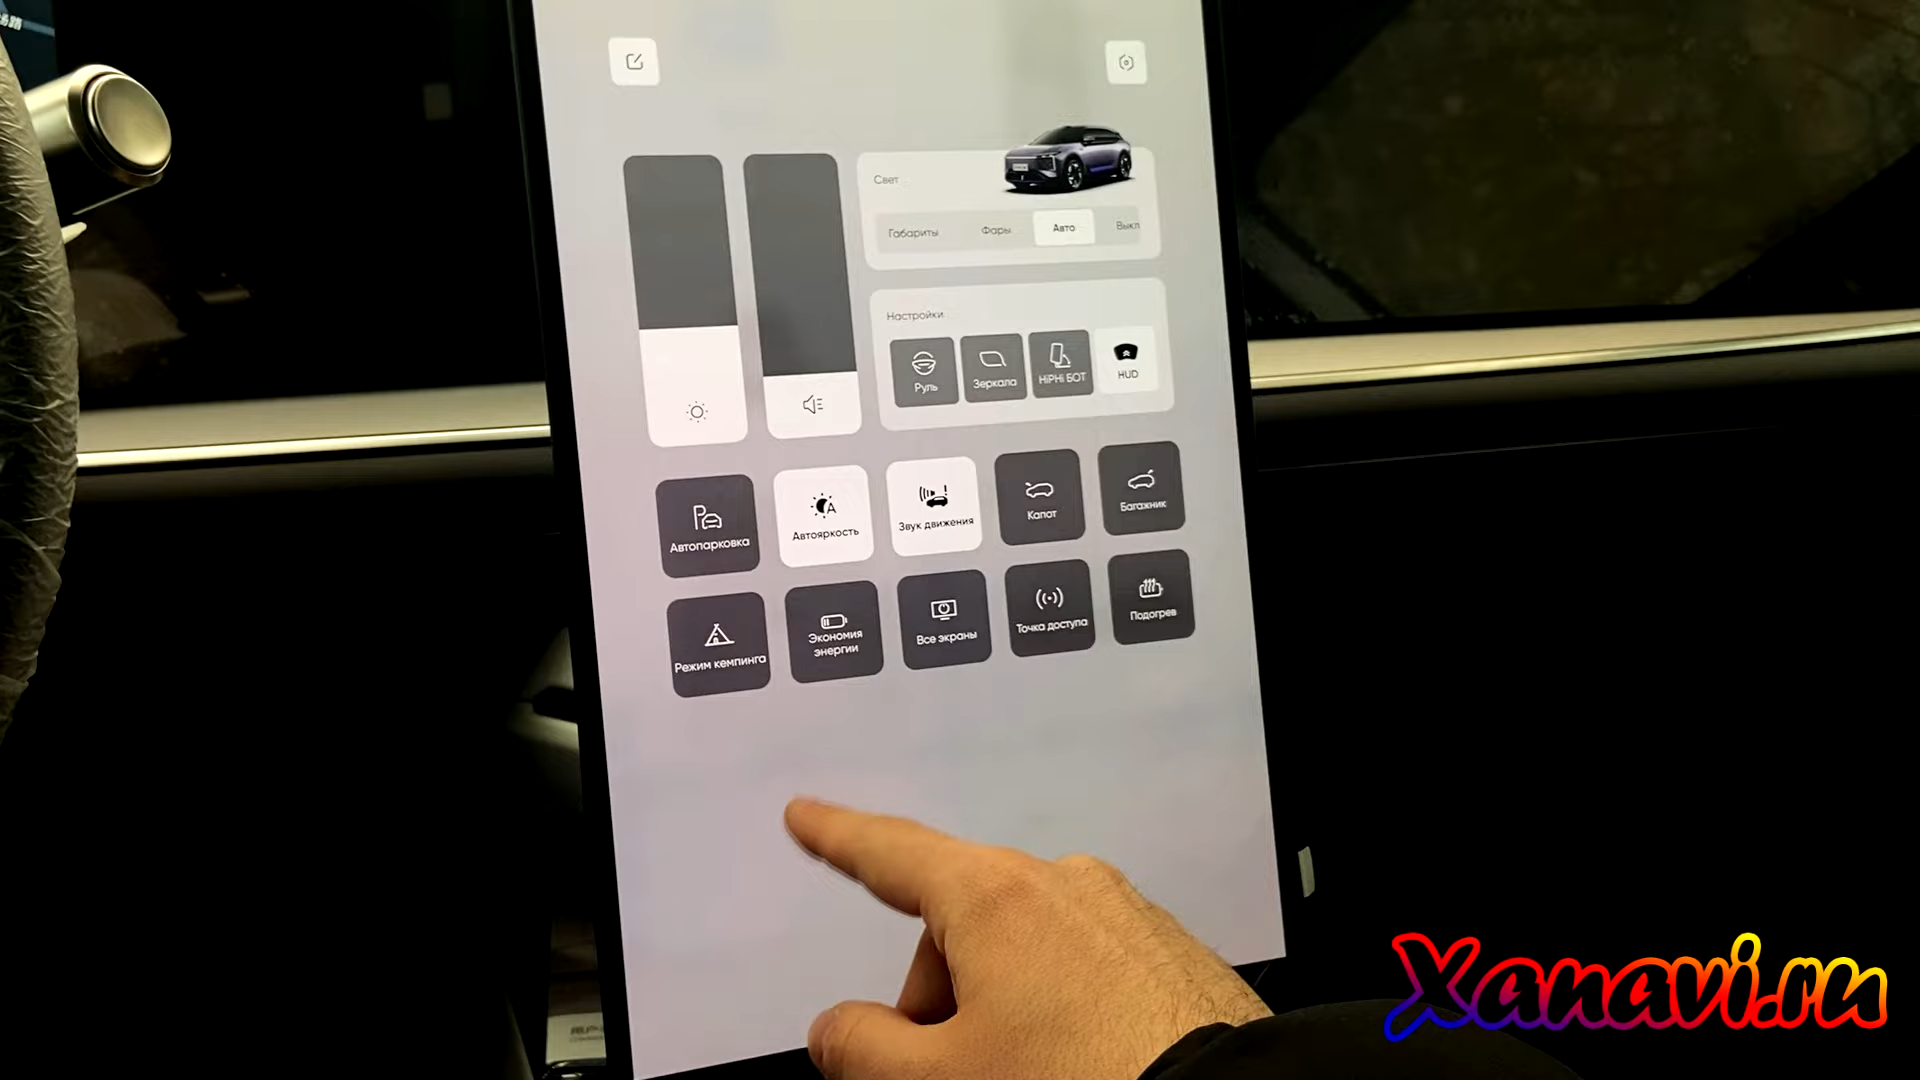 Свет
Габариты Фары Авто Выкл
Настройки
Руль Зеркала HiPHi БОТ HUD
Автопарковка Автояркость Звук движения Капот Багажник
Режим кемпинга Экономия энергии Все экраны Точка доступа Подогрев
Xanavi.ru